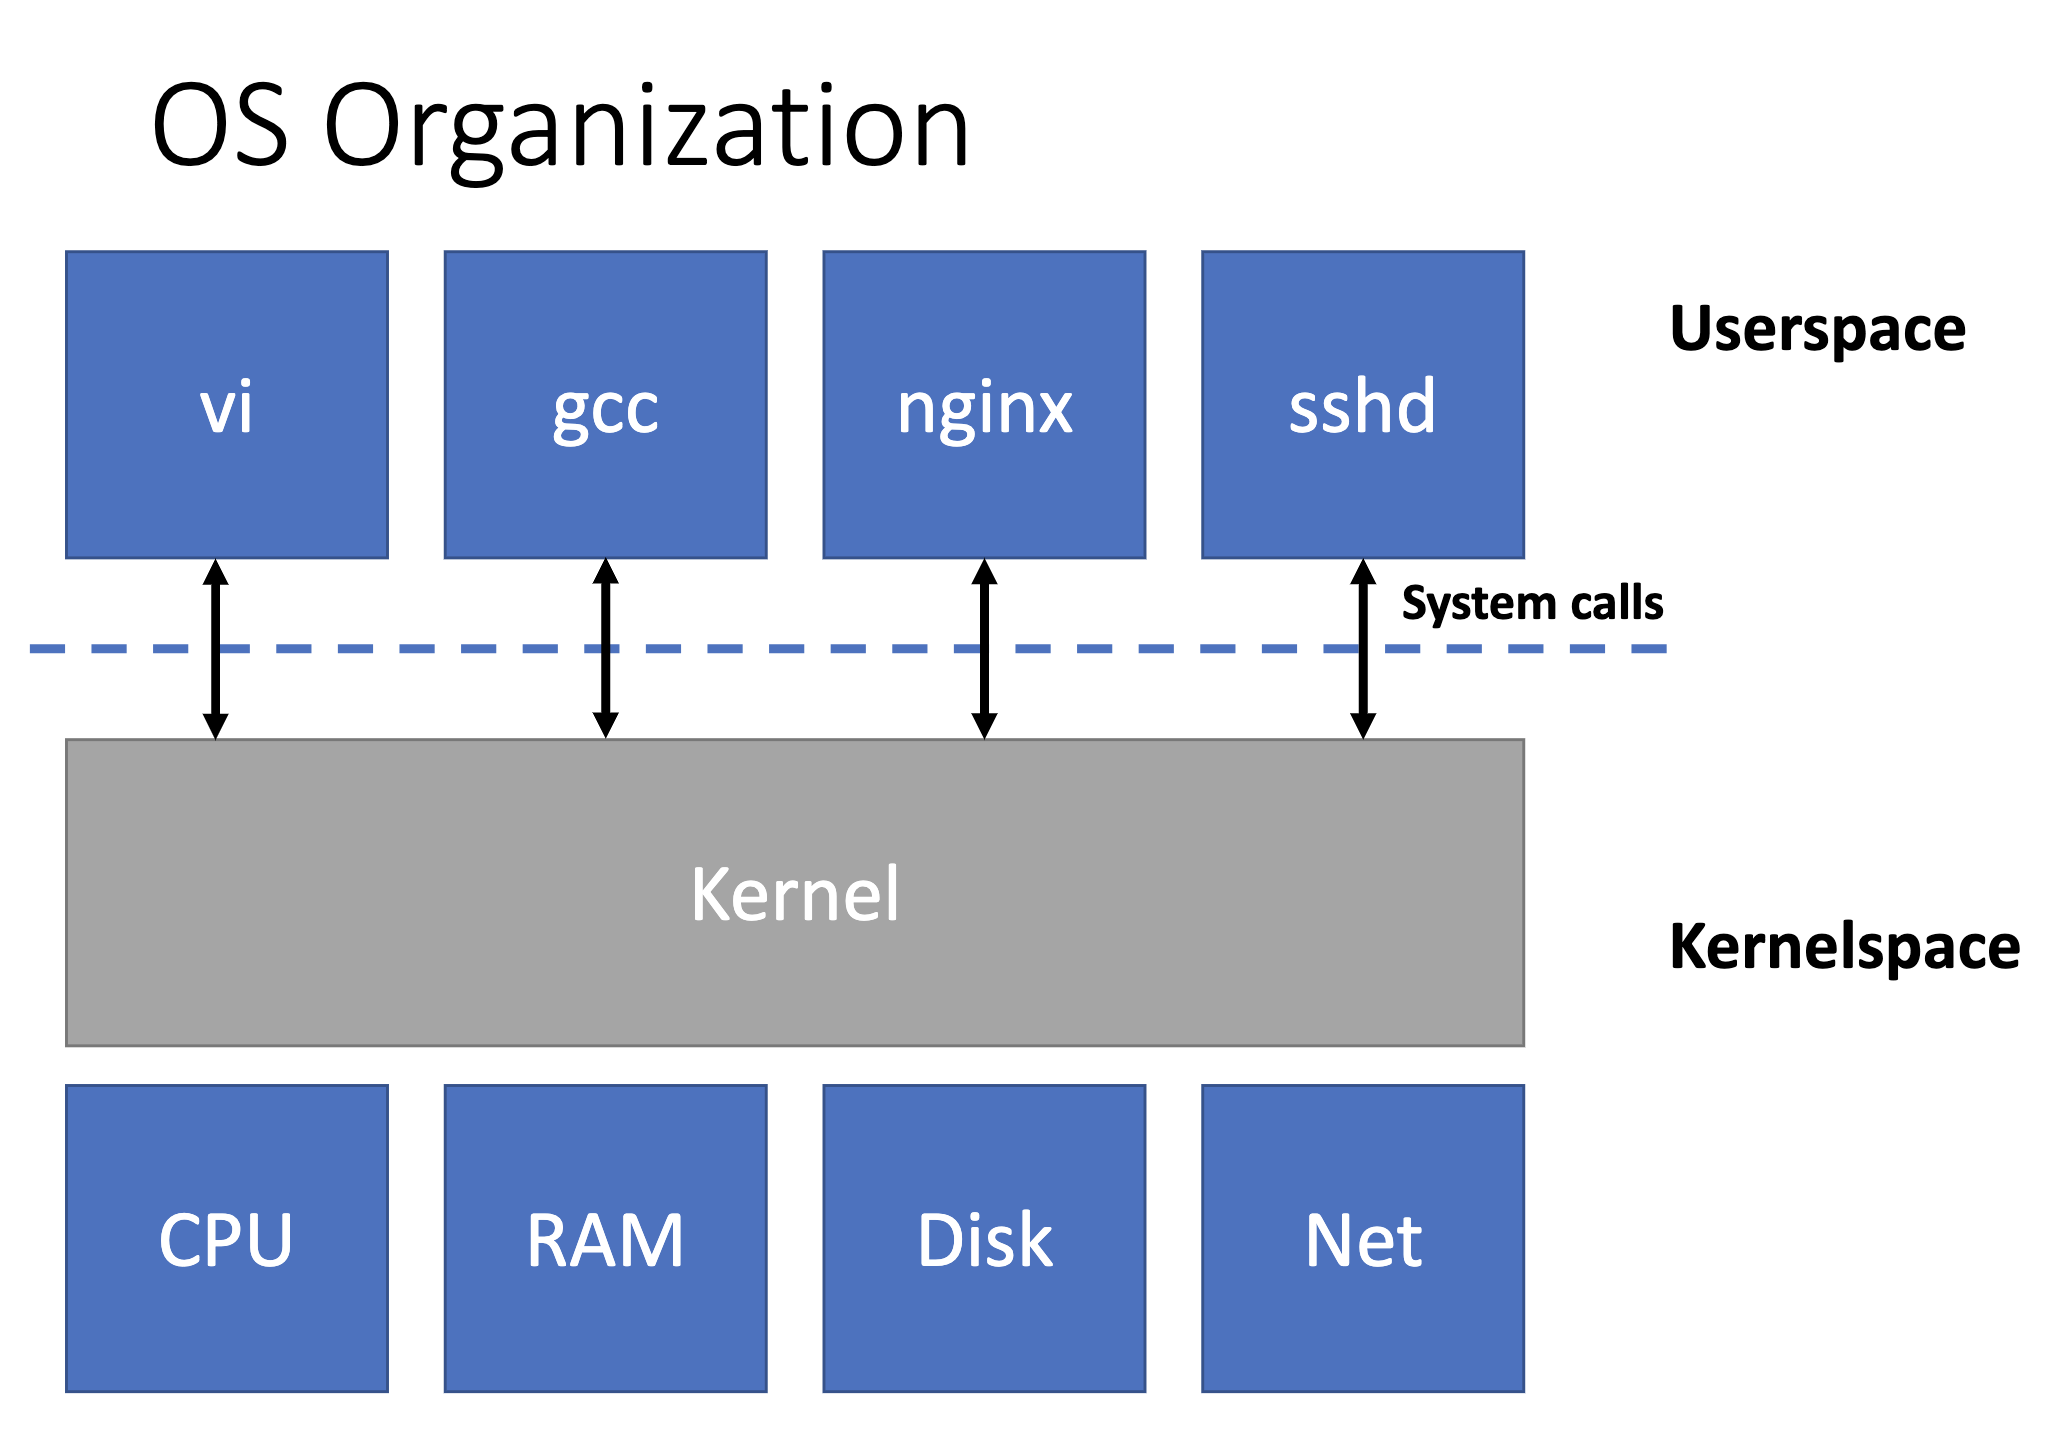 OS Organization
vi
gcc
nginx
sshd
Userspace
System calls
Kernel
Kernelspace
CPU
RAM
Disk
Net